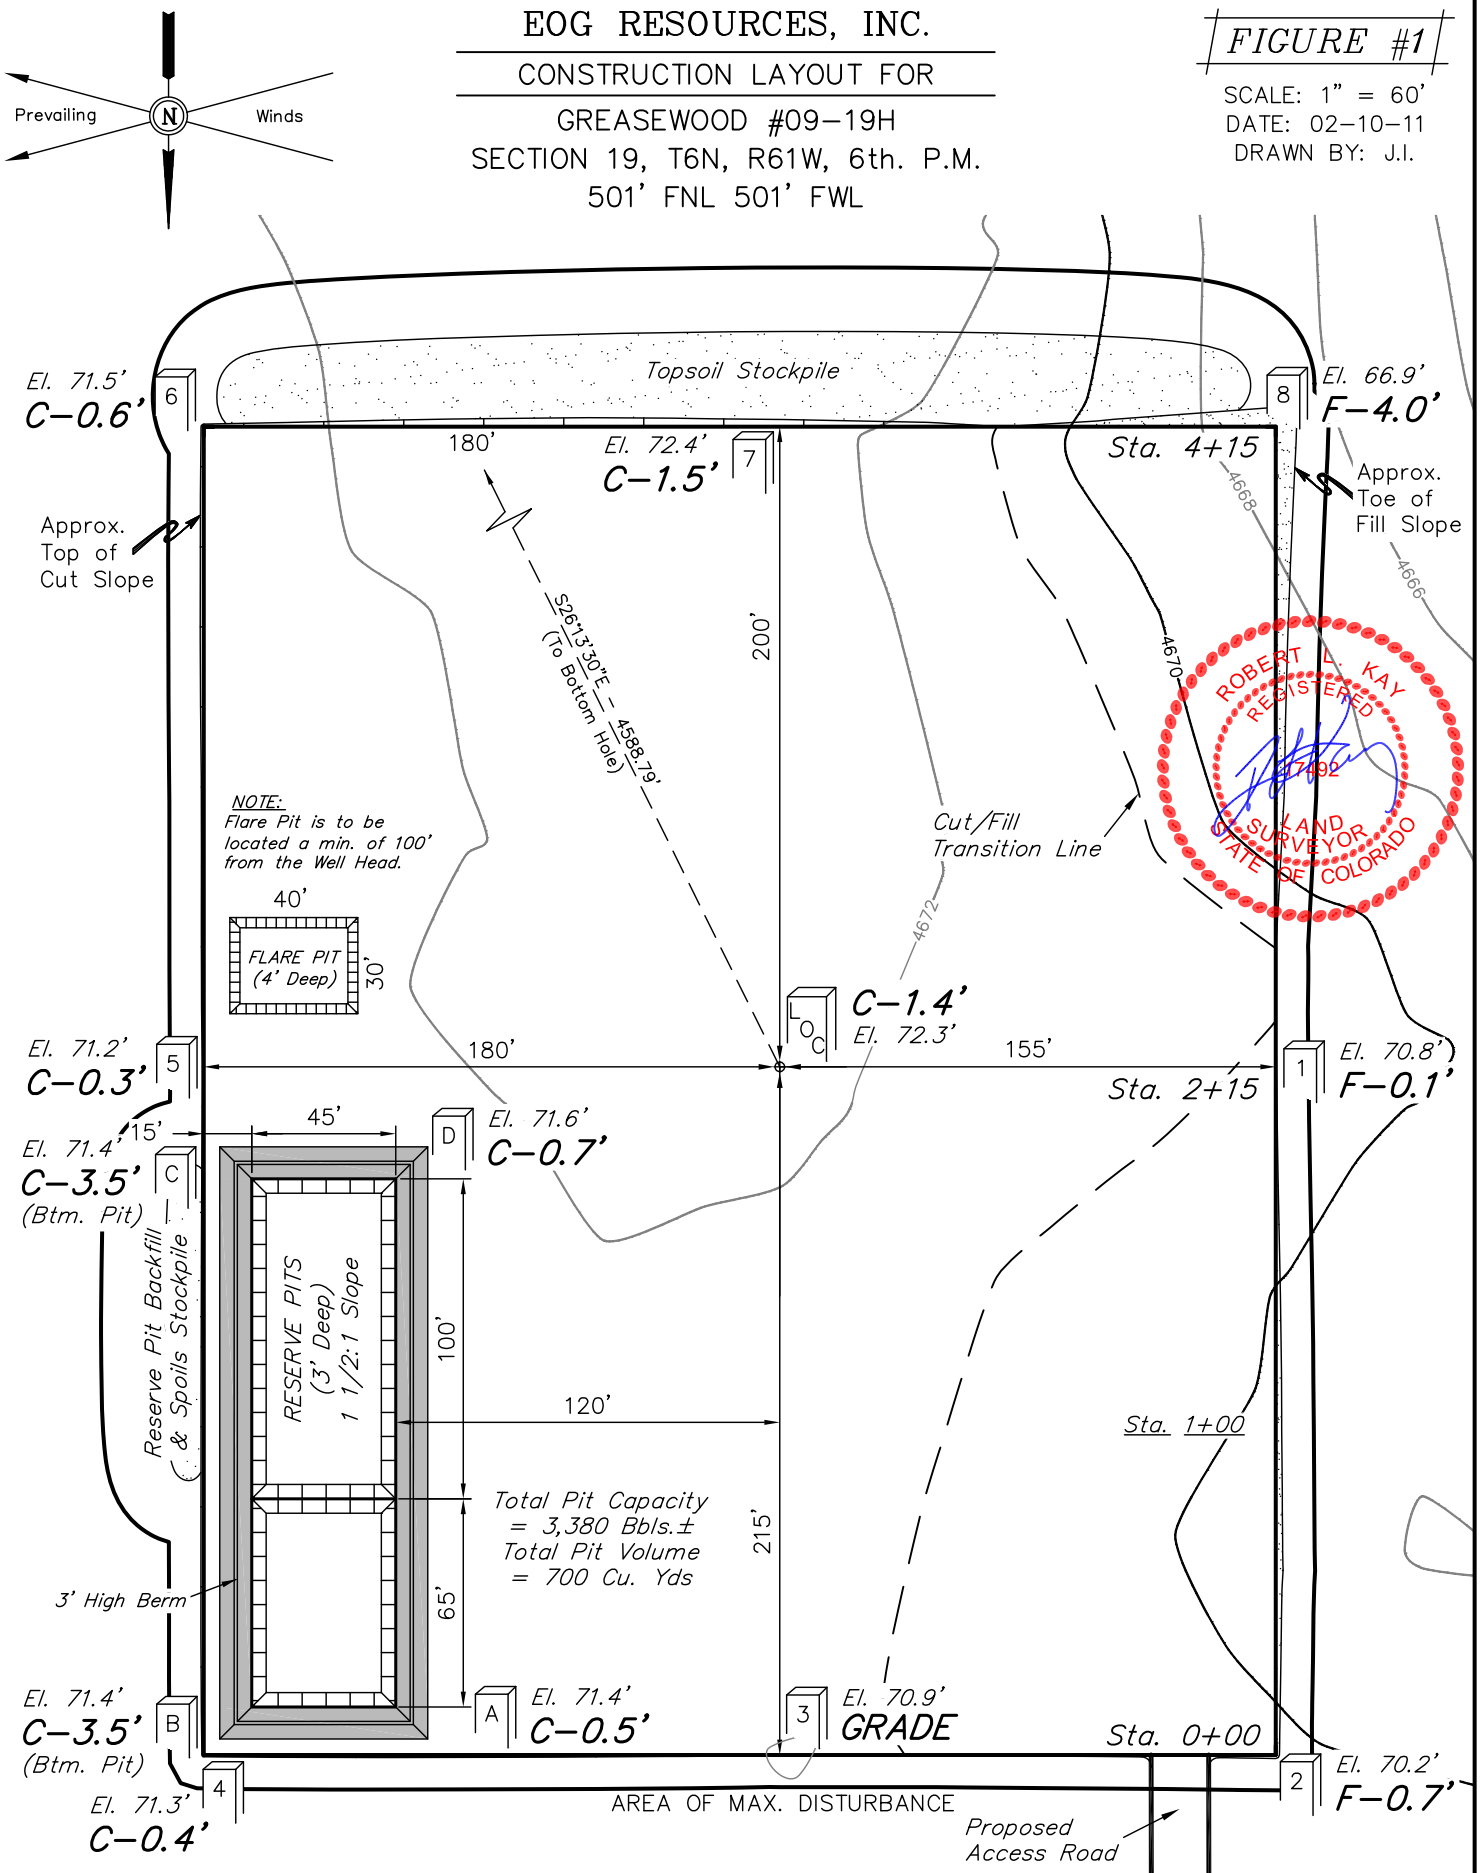 EOG RESOURCES, INC.
CONSTRUCTION LAYOUT FOR
GREASEWOOD #09-19H
SECTION 19, T6N, R61W, 6th. P.M.
501' FNL 501' FWL
FIGURE #1
SCALE: 1" = 60'
DATE: 02-10-11
DRAWN BY: J.I.
Prevailing
N
Winds
Topsoil Stockpile
El. 71.5'
C-0.6'
6
El. 66.9'
F-4.0'
8
180'
El. 72.4'
C-1.5'
7
Sta. 4+15
Approx.
Top of
Cut Slope
Approx.
Toe of
Fill Slope
4668
4666
4670
4672
200'
S26°13'30"E - 4588.79'
(To Bottom Hole)
ROBERT L. KAY
REGISTERED
17492
LAND
SURVEYOR
STATE OF COLORADO
NOTE:
Flare Pit is to be
located a min. of 100'
from the Well Head.
40'
FLARE PIT
(4' Deep)
30'
Cut/Fill
Transition Line
LOC
C-1.4'
El. 72.3'
El. 71.2'
C-0.3'
5
180'
155'
Sta. 2+15
1
El. 70.8'
F-0.1'
15'
45'
D
El. 71.6'
C-0.7'
El. 71.4'
C-3.5'
(Btm. Pit)
C
Reserve Pit Backfill
& Spoils Stockpile
RESERVE PITS
(3' Deep)
1 1/2:1 Slope
100'
120'
Sta. 1+00
Total Pit Capacity
= 3,380 Bbls.±
Total Pit Volume
= 700 Cu. Yds
215'
65'
3' High Berm
El. 71.4'
C-3.5'
(Btm. Pit)
B
A
El. 71.4'
C-0.5'
3
El. 70.9'
GRADE
Sta. 0+00
4
El. 71.3'
C-0.4'
2
El. 70.2'
F-0.7'
AREA OF MAX. DISTURBANCE
Proposed
Access Road